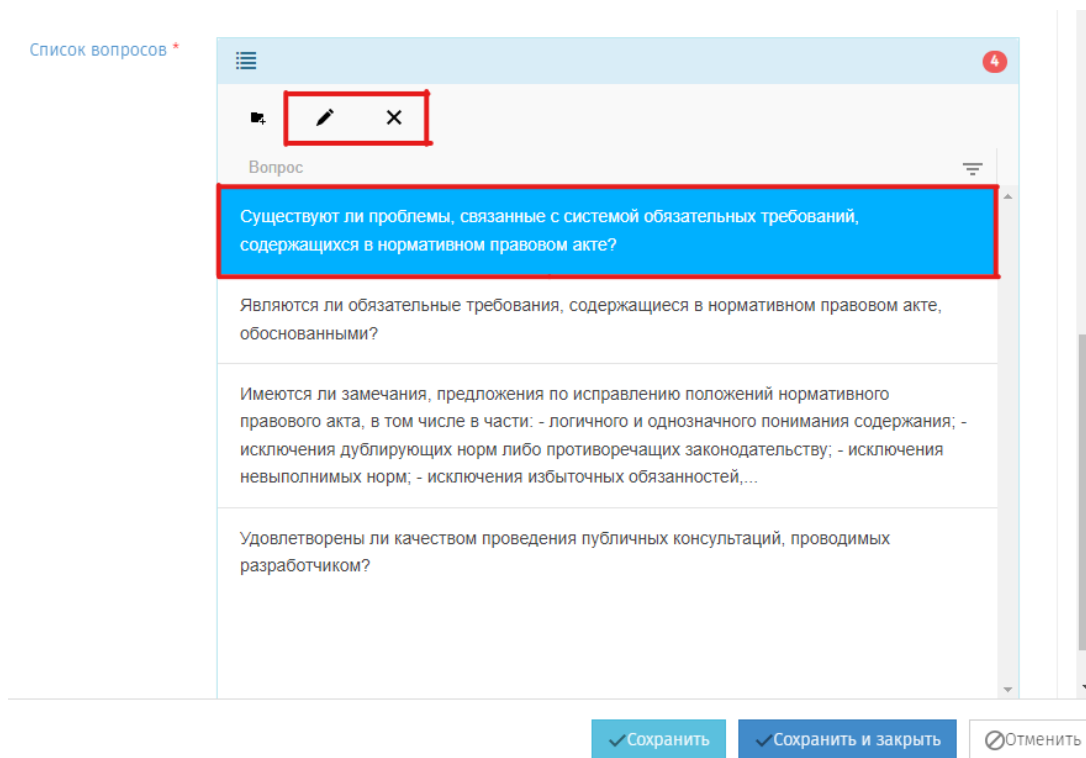 Список вопросов *
4
Вопрос
Существуют ли проблемы, связанные с системой обязательных требований,
содержащихся в нормативном правовом акте?
Являются ли обязательные требования, содержащиеся в нормативном правовом акте,
обоснованными?
Имеются ли замечания, предложения по исправлению положений нормативного
правового акта, в том числе в части: - логичного и однозначного понимания содержания; -
исключения дублирующих норм либо противоречащих законодательству; - исключения
невыполнимых норм; - исключения избыточных обязанностей,...
Удовлетворены ли качеством проведения публичных консультаций, проводимых
разработчиком?
Сохранить
Сохранить и закрыть
Отменить